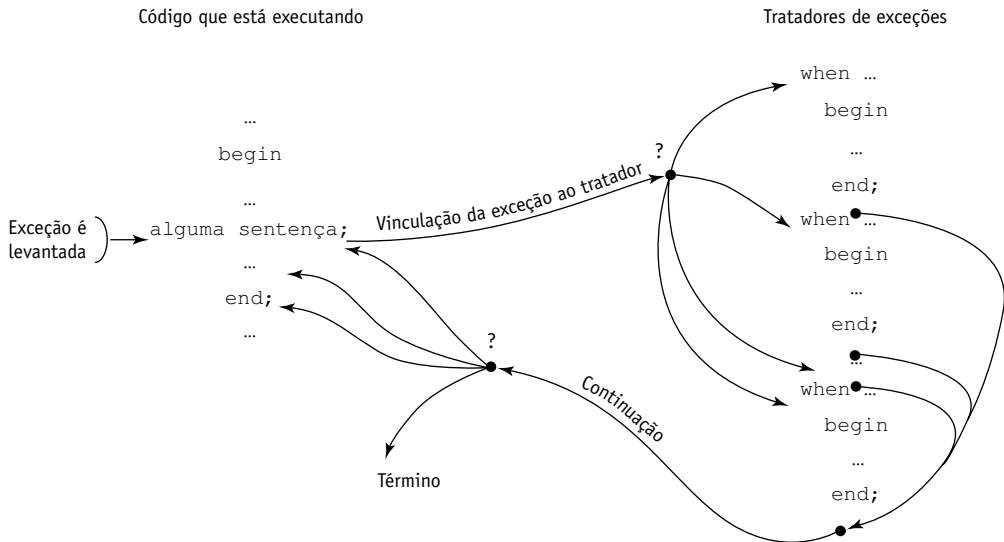 Código que está executando
Tratadores de exceções
…
begin
…
Exceção é
levantada
alguma sentença;
…
end;
…
Vinculação da exceção ao tratador
?
when …
begin
…
end;
when …
begin
…
end;
…
when …
begin
…
end;
?
Continuação
Término